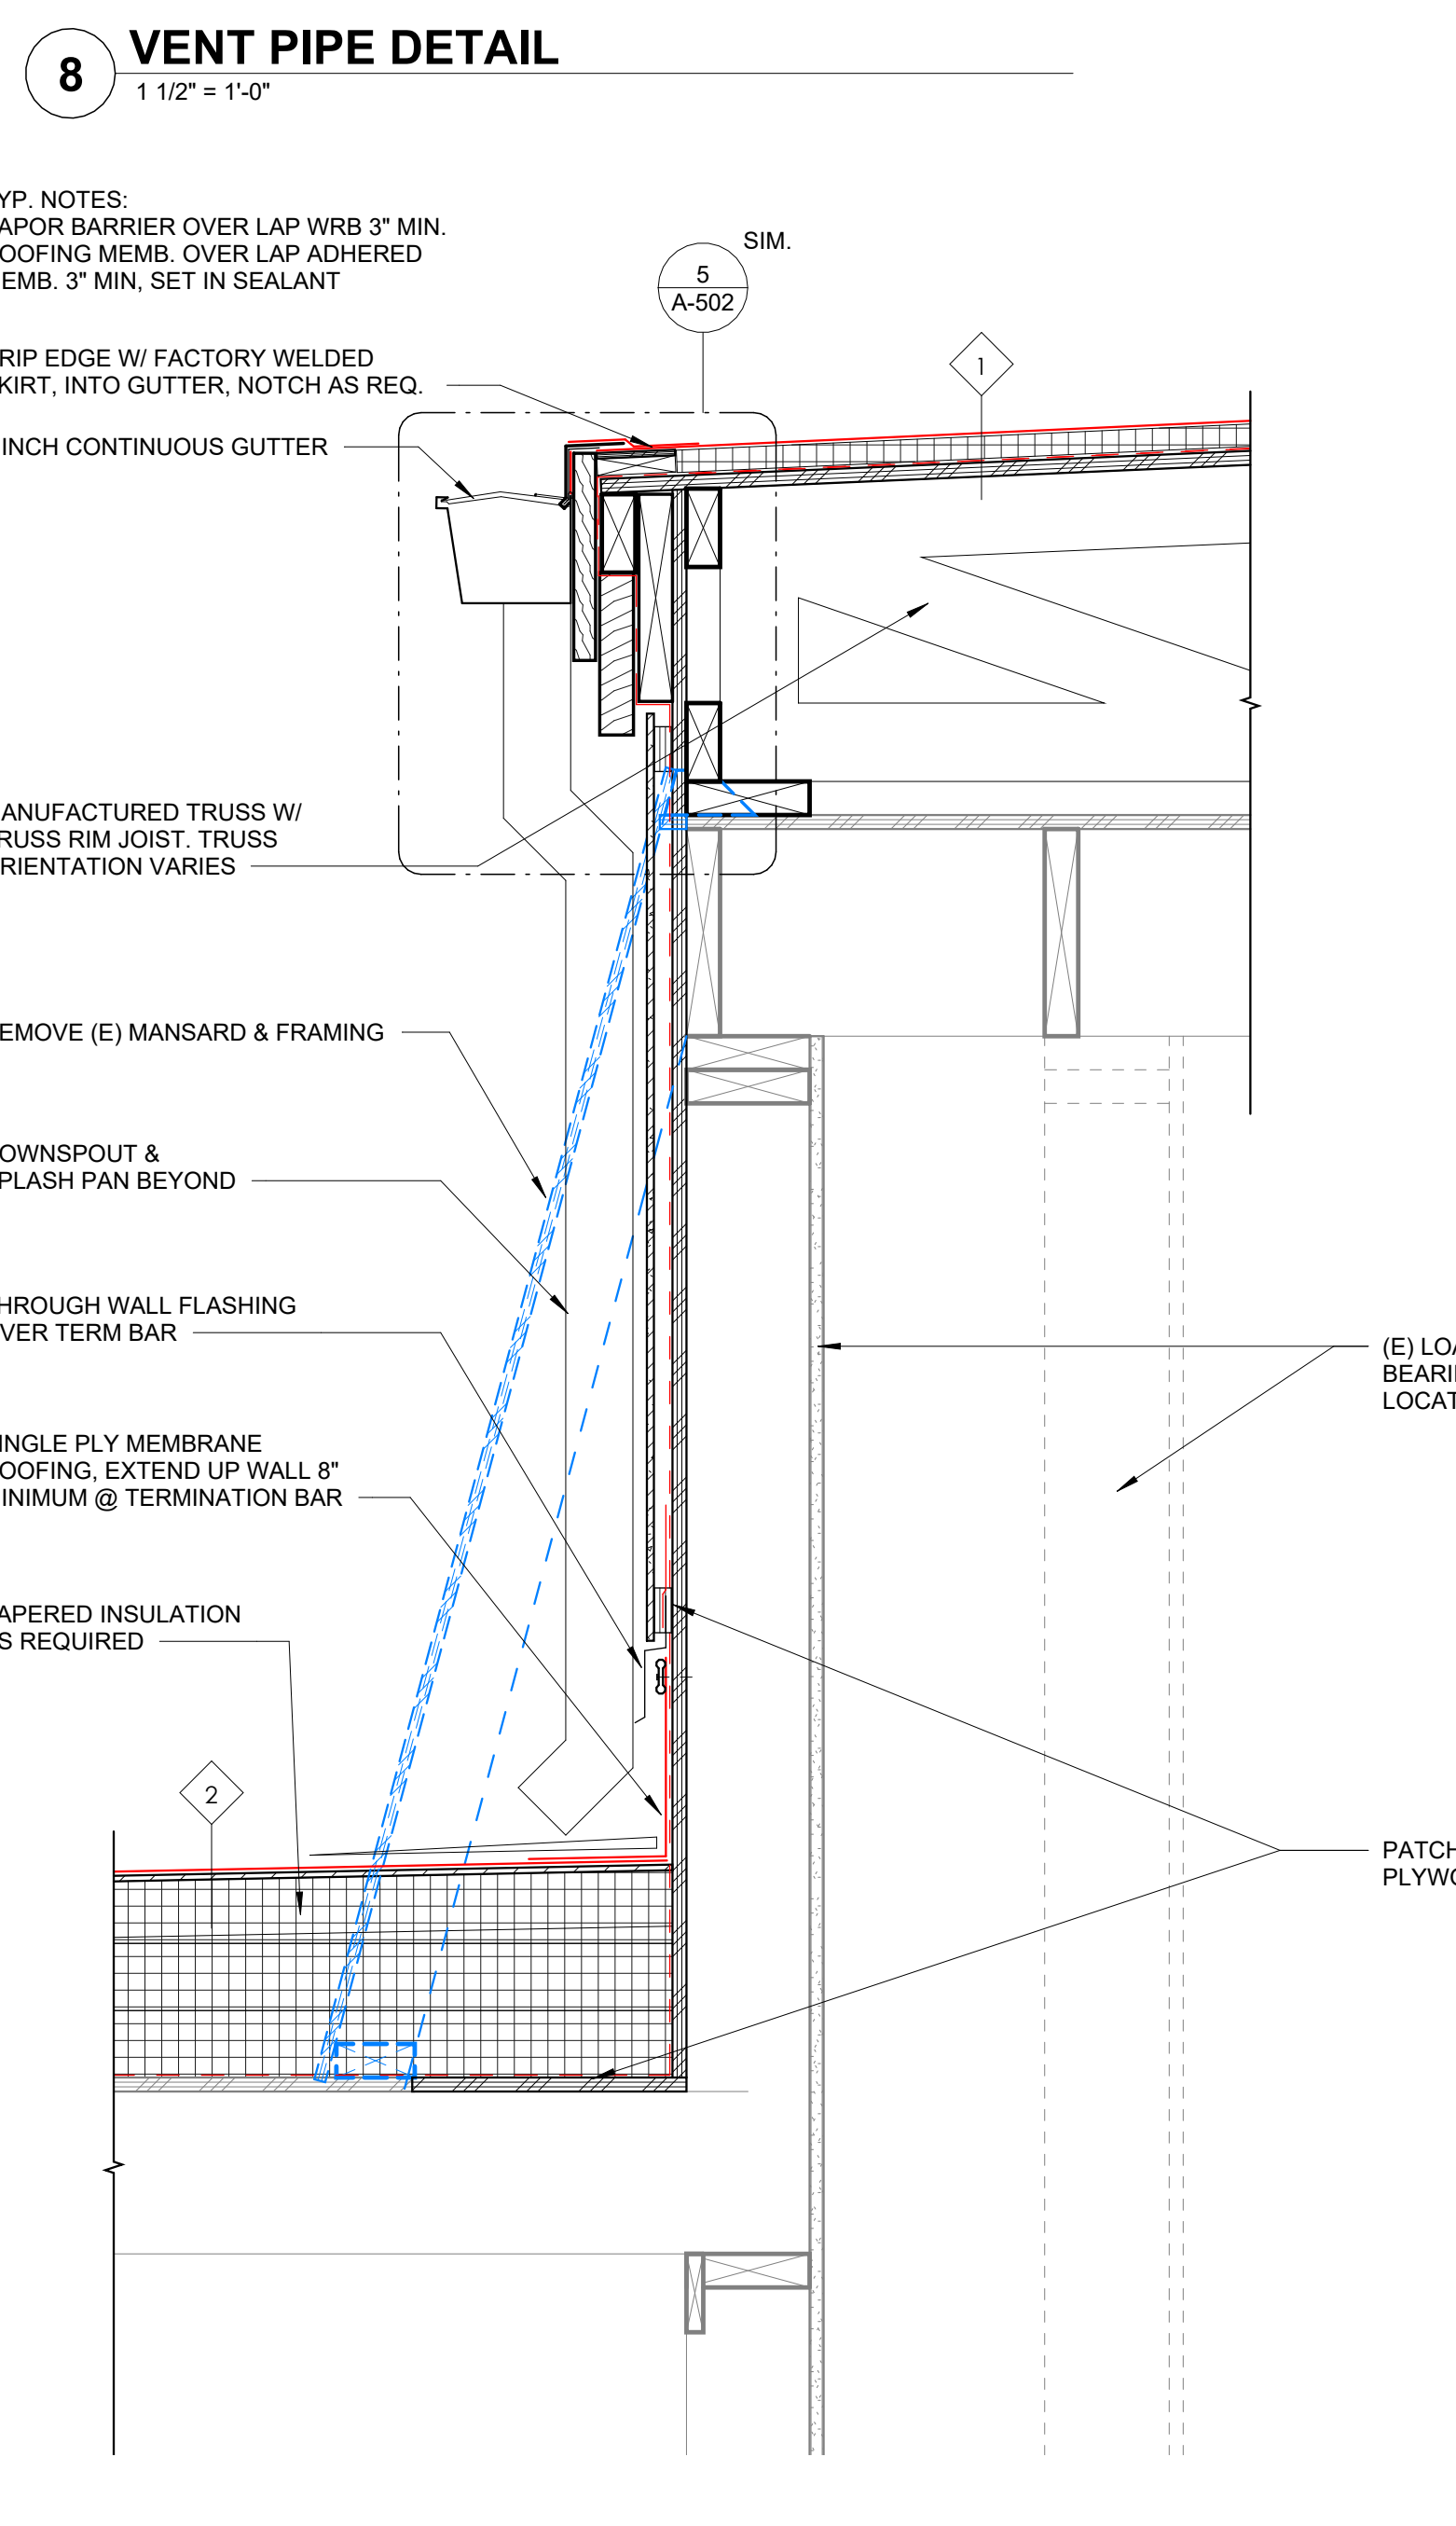 8
VENT PIPE DETAIL
1 1/2" = 1'-0"
YP. NOTES:
APOR BARRIER OVER LAP WRB 3" MIN.
OOFING MEMB. OVER LAP ADHERED
EMB. 3" MIN, SET IN SEALANT
SIM.
5
A-502
1
RIP EDGE W/ FACTORY WELDED
KIRT, INTO GUTTER, NOTCH AS REQ.
INCH CONTINUOUS GUTTER
ANUFACTURED TRUSS W/
RUSS RIM JOIST. TRUSS
RIENTATION VARIES
EMOVE (E) MANSARD & FRAMING
OWNSPOUT &
PLASH PAN BEYOND
HROUGH WALL FLASHING
VER TERM BAR
(E) LOA
BEARI
LOCAT
INGLE PLY MEMBRANE
OOFING, EXTEND UP WALL 8"
INIMUM @ TERMINATION BAR
APERED INSULATION
S REQUIRED
2
PATCH
PLYWO